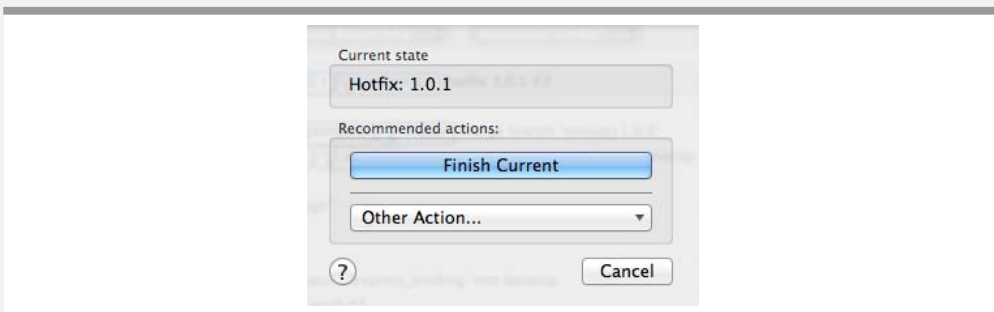 Current state
Hotfix: 1.0.1
Recommended actions:
Finish Current
Other Action...
?
Cancel